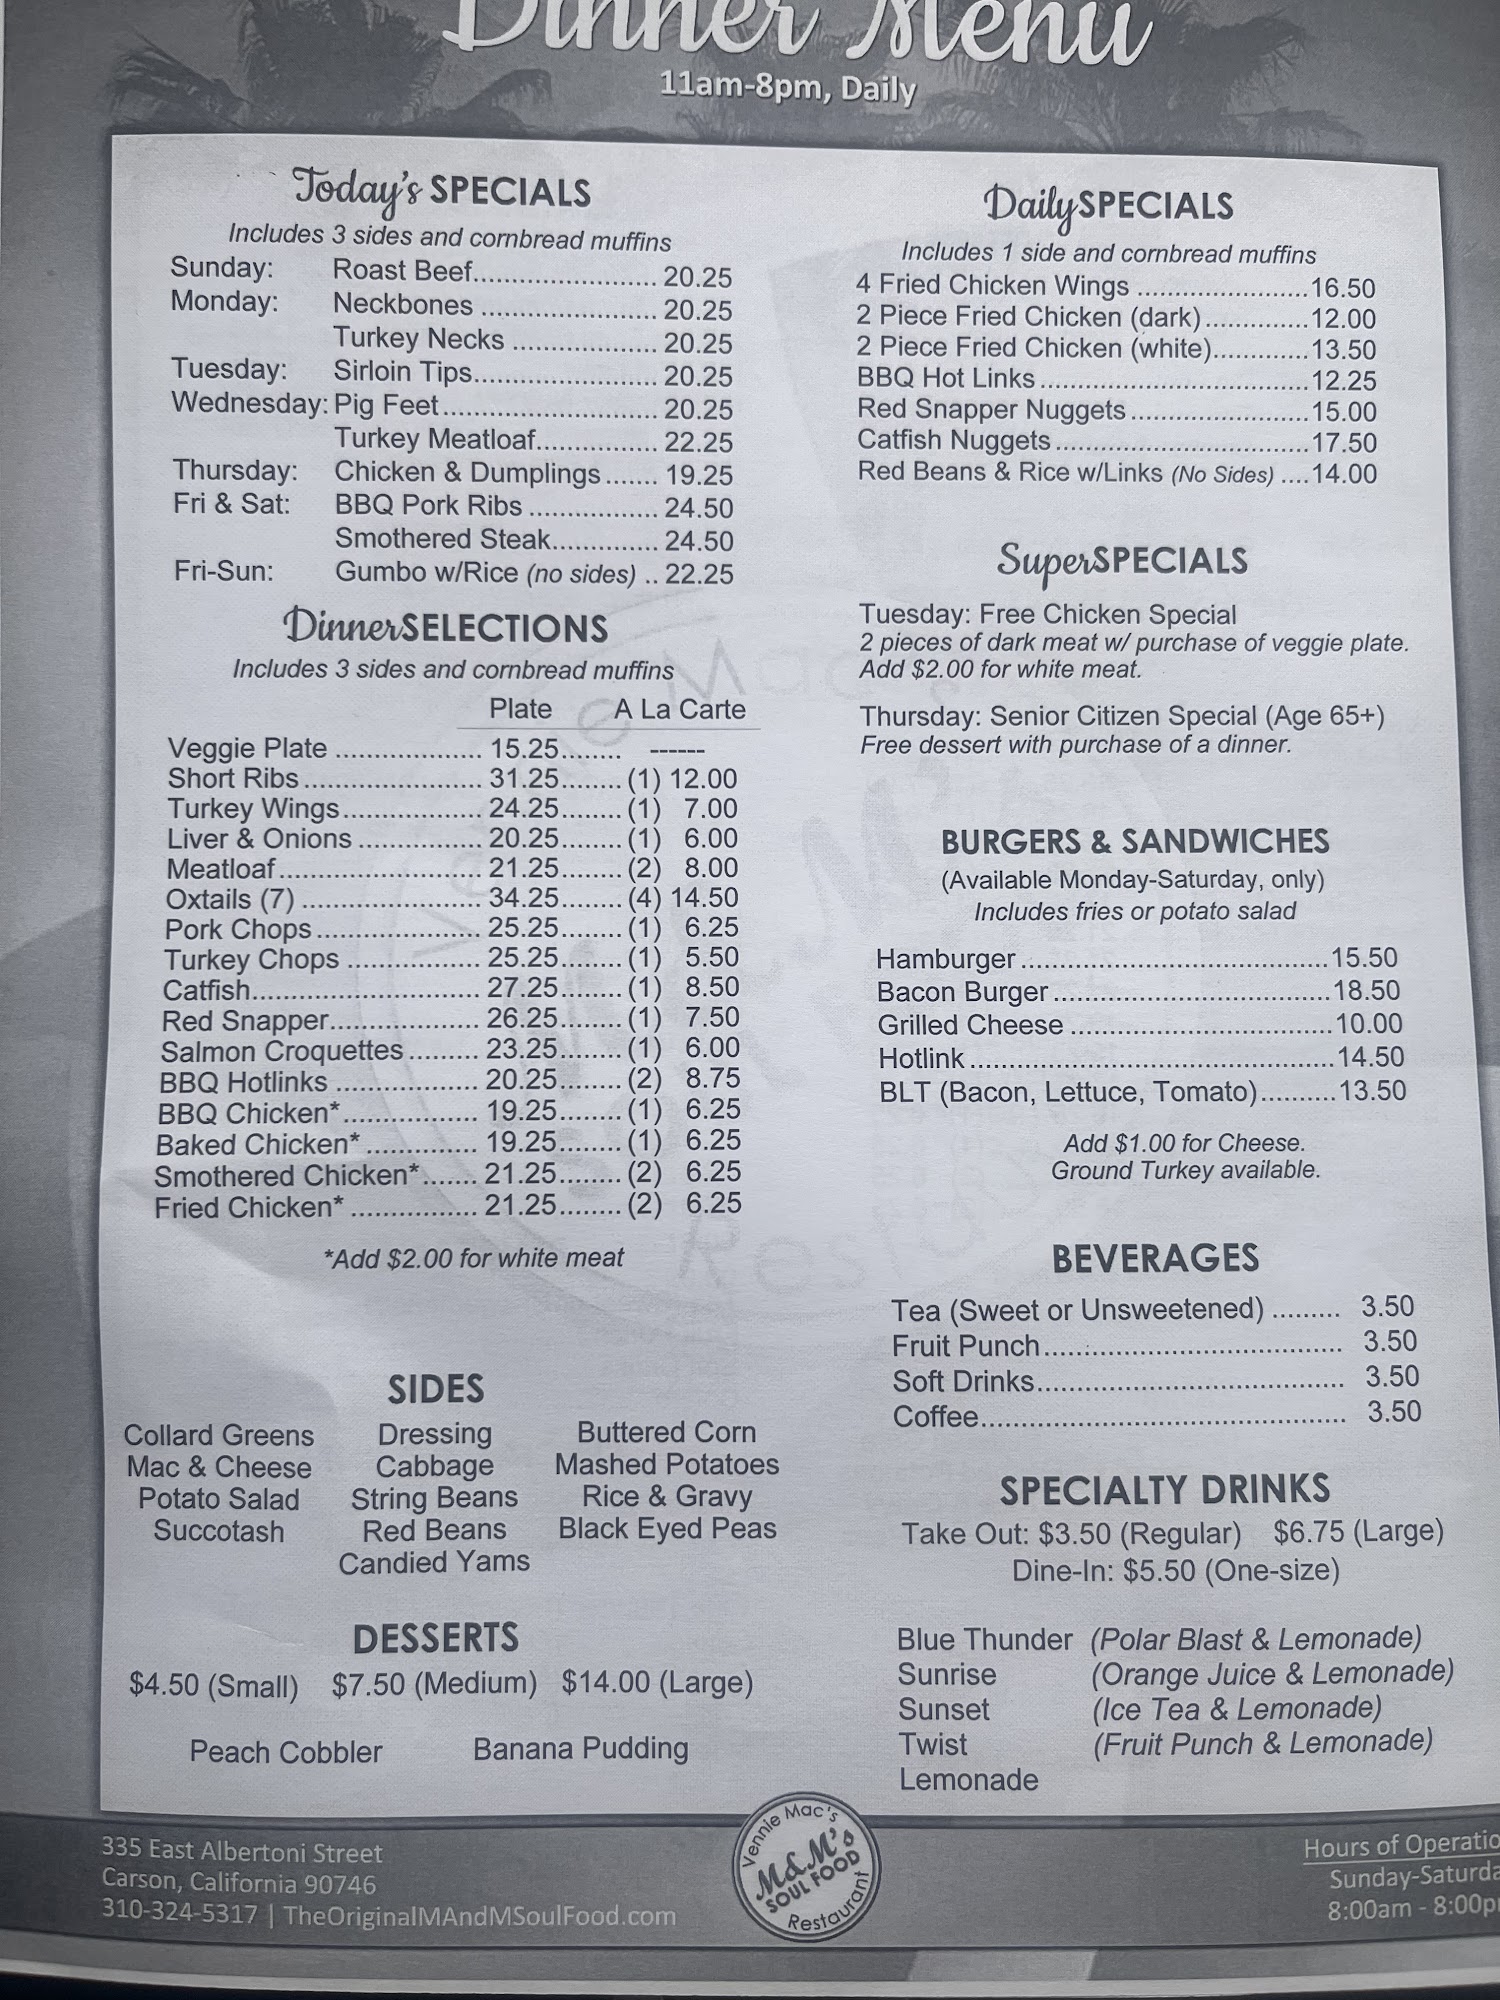 Dinner Menu
11am-8pm, Daily
Today's SPECIALS
Includes 3 sides and cornbread muffins
Sunday: Roast Beef....................... 20.25
Monday: Neckbones ...................... 20.25
Turkey Necks .................. 20.25
Tuesday: Sirloin Tips....................... 20.25
Wednesday: Pig Feet........................... 20.25
Turkey Meatloaf............... 22.25
Thursday: Chicken & Dumplings....... 19.25
Fri & Sat: BBQ Pork Ribs ................. 24.50
Smothered Steak............. 24.50
Fri-Sun: Gumbo w/Rice (no sides) .. 22.25
Dinner SELECTIONS
Includes 3 sides and cornbread muffins
Plate A La Carte
Veggie Plate ................... 15.25........ ------
Short Ribs....................... 31.25........ (1) 12.00
Turkey Wings.................. 24.25........ (1) 7.00
Liver & Onions ................ 20.25........ (1) 6.00
Meatloaf.......................... 21.25........ (2) 8.00
Oxtails (7) ....................... 34.25........ (4) 14.50
Pork Chops..................... 25.25........ (1) 6.25
Turkey Chops ................. 25.25........ (1) 5.50
Catfish............................. 27.25........ (1) 8.50
Red Snapper................... 26.25........ (1) 7.50
Salmon Croquettes ......... 23.25........ (1) 6.00
BBQ Hotlinks .................. 20.25........ (2) 8.75
BBQ Chicken*................. 19.25........ (1) 6.25
Baked Chicken* .............. 19.25........ (1) 6.25
Smothered Chicken*....... 21.25........ (2) 6.25
Fried Chicken* ................ 21.25........ (2) 6.25
*Add $2.00 for white meat
SIDES
Collard Greens Dressing Buttered Corn
Mac & Cheese Cabbage Mashed Potatoes
Potato Salad String Beans Rice & Gravy
Succotash Red Beans Black Eyed Peas
Candied Yams
DESSERTS
$4.50 (Small) $7.50 (Medium) $14.00 (Large)
Peach Cobbler Banana Pudding
Daily SPECIALS
Includes 1 side and cornbread muffins
4 Fried Chicken Wings ......................16.50
2 Piece Fried Chicken (dark)..............12.00
2 Piece Fried Chicken (white).............13.50
BBQ Hot Links...................................12.25
Red Snapper Nuggets.......................15.00
Catfish Nuggets.................................17.50
Red Beans & Rice w/Links (No Sides) ....14.00
Super SPECIALS
Tuesday: Free Chicken Special
2 pieces of dark meat w/ purchase of veggie plate.
Add $2.00 for white meat.
Thursday: Senior Citizen Special (Age 65+)
Free dessert with purchase of a dinner.
BURGERS & SANDWICHES
(Available Monday-Saturday, only)
Includes fries or potato salad
Hamburger.......................................15.50
Bacon Burger...................................18.50
Grilled Cheese .................................10.00
Hotlink..............................................14.50
BLT (Bacon, Lettuce, Tomato)..........13.50
Add $1.00 for Cheese.
Ground Turkey available.
BEVERAGES
Tea (Sweet or Unsweetened) ......... 3.50
Fruit Punch....................................... 3.50
Soft Drinks........................................ 3.50
Coffee............................................... 3.50
SPECIALTY DRINKS
Take Out: $3.50 (Regular) $6.75 (Large)
Dine-In: $5.50 (One-size)
Blue Thunder (Polar Blast & Lemonade)
Sunrise (Orange Juice & Lemonade)
Sunset (Ice Tea & Lemonade)
Twist (Fruit Punch & Lemonade)
Lemonade
335 East Albertoni Street
Carson, California 90746
310-324-5317 | TheOriginalMAndMSoulFood.com
Vennie Mac's
M&M's
SOUL FOOD
Restaurant
Hours of Operatio
Sunday-Saturda
8:00am - 8:00p